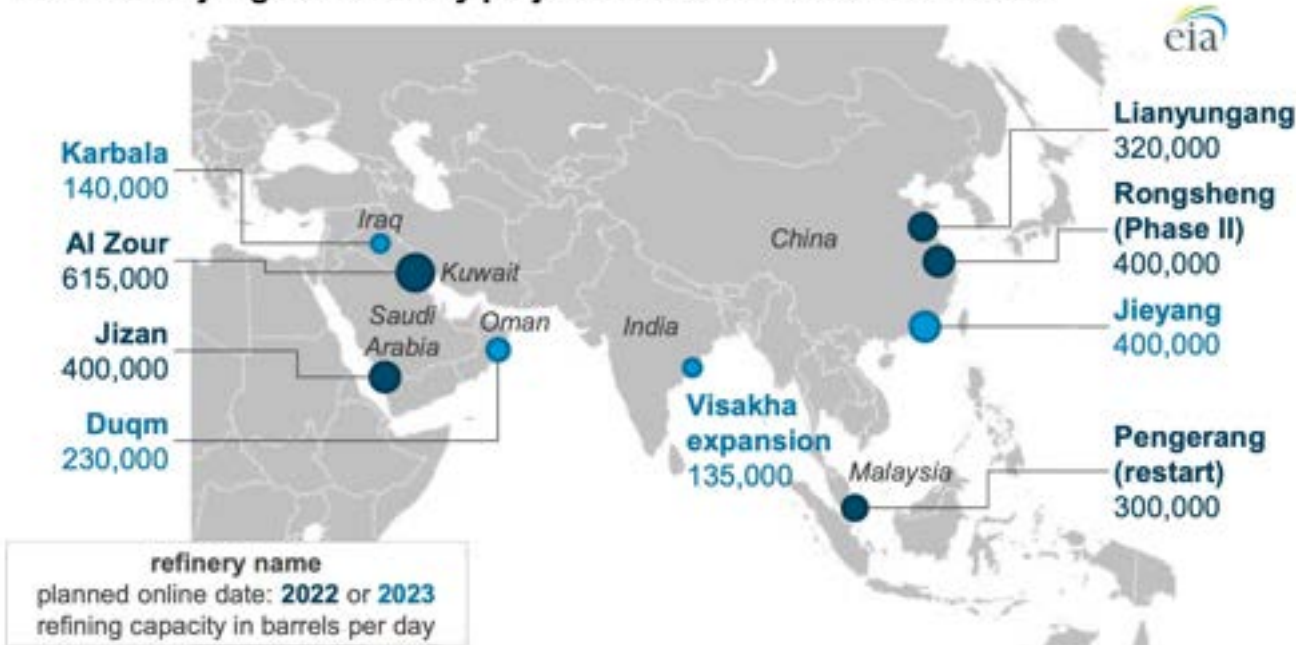 eia
Karbala
140,000
Al Zour
615,000
Jizan
400,000
Duqm
230,000
Iraq
Kuwait
Saudi
Arabia
Oman
India
China
Malaysia
Visakha
expansion
135,000
Lianyungang
320,000
Rongsheng
(Phase II)
400,000
Jieyang
400,000
Pengerang
(restart)
300,000
refinery name
planned online date: 2022 or 2023
refining capacity in barrels per day